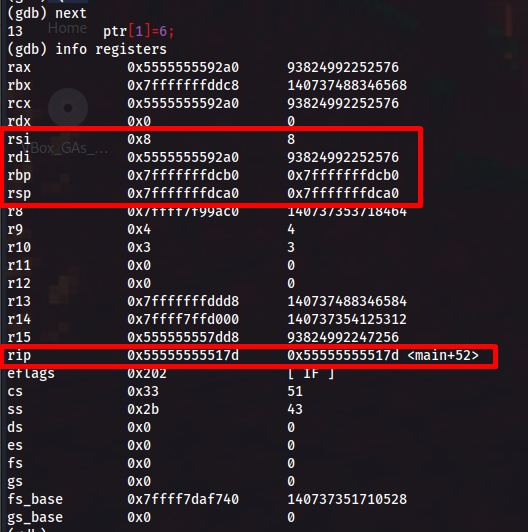 (gdb) next
13 ptr[1]=6;
Home
(gdb) info registers
rax 0x5555555592a0 93824992252576
rbx 0x7fffffffddc8 140737488346568
rcx 0x5555555592a0 93824992252576
rdx 0x0 0
rsi 0x8 8
rdi 0x5555555592a0 93824992252576
rbp 0x7fffffffdcb0 0x7fffffffdcb0
rsp 0x7fffffffdca0 0x7fffffffdca0
r8 0x7ffff7f99ac0 140737353718464
r9 0x4 4
r10 0x3 3
r11 0x0 0
r12 0x0 0
r13 0x7fffffffddd8 140737488346584
r14 0x7ffff7ffd000 140737354125312
r15 0x555555557dd8 93824992247256
rip 0x55555555517d 0x55555555517d <main+52>
eflags 0x202 [ IF ]
cs 0x33 51
ss 0x2b 43
ds 0x0 0
es 0x0 0
fs 0x0 0
gs 0x0 0
fs_base 0x7ffff7daf740 140737351710528
gs_base 0x0 0